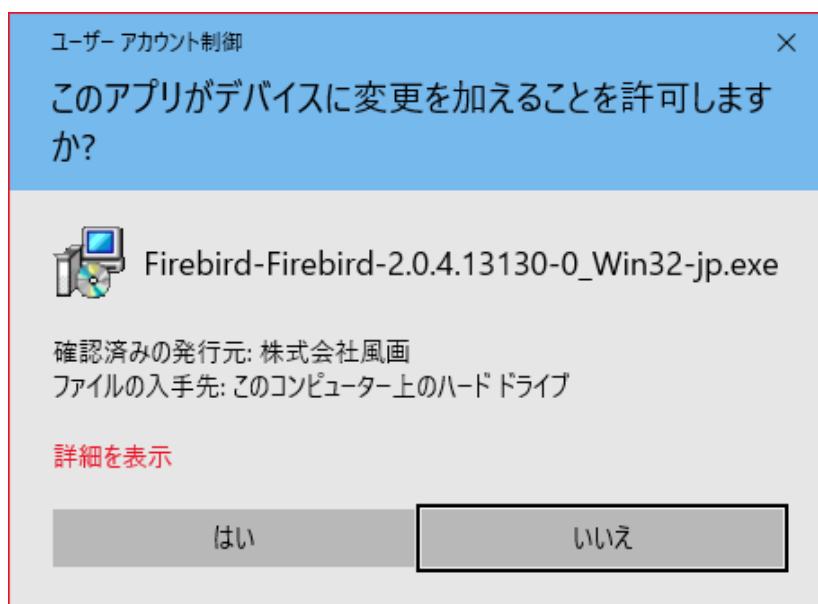 ユーザー アカウント制御
このアプリがデバイスに変更を加えることを許可します
か?
Firebird-Firebird-2.0.4.13130-0_Win32-jp.exe
確認済みの発行元: 株式会社風画
ファイルの入手先: このコンピューター上のハード ドライブ
詳細を表示
はい
いいえ